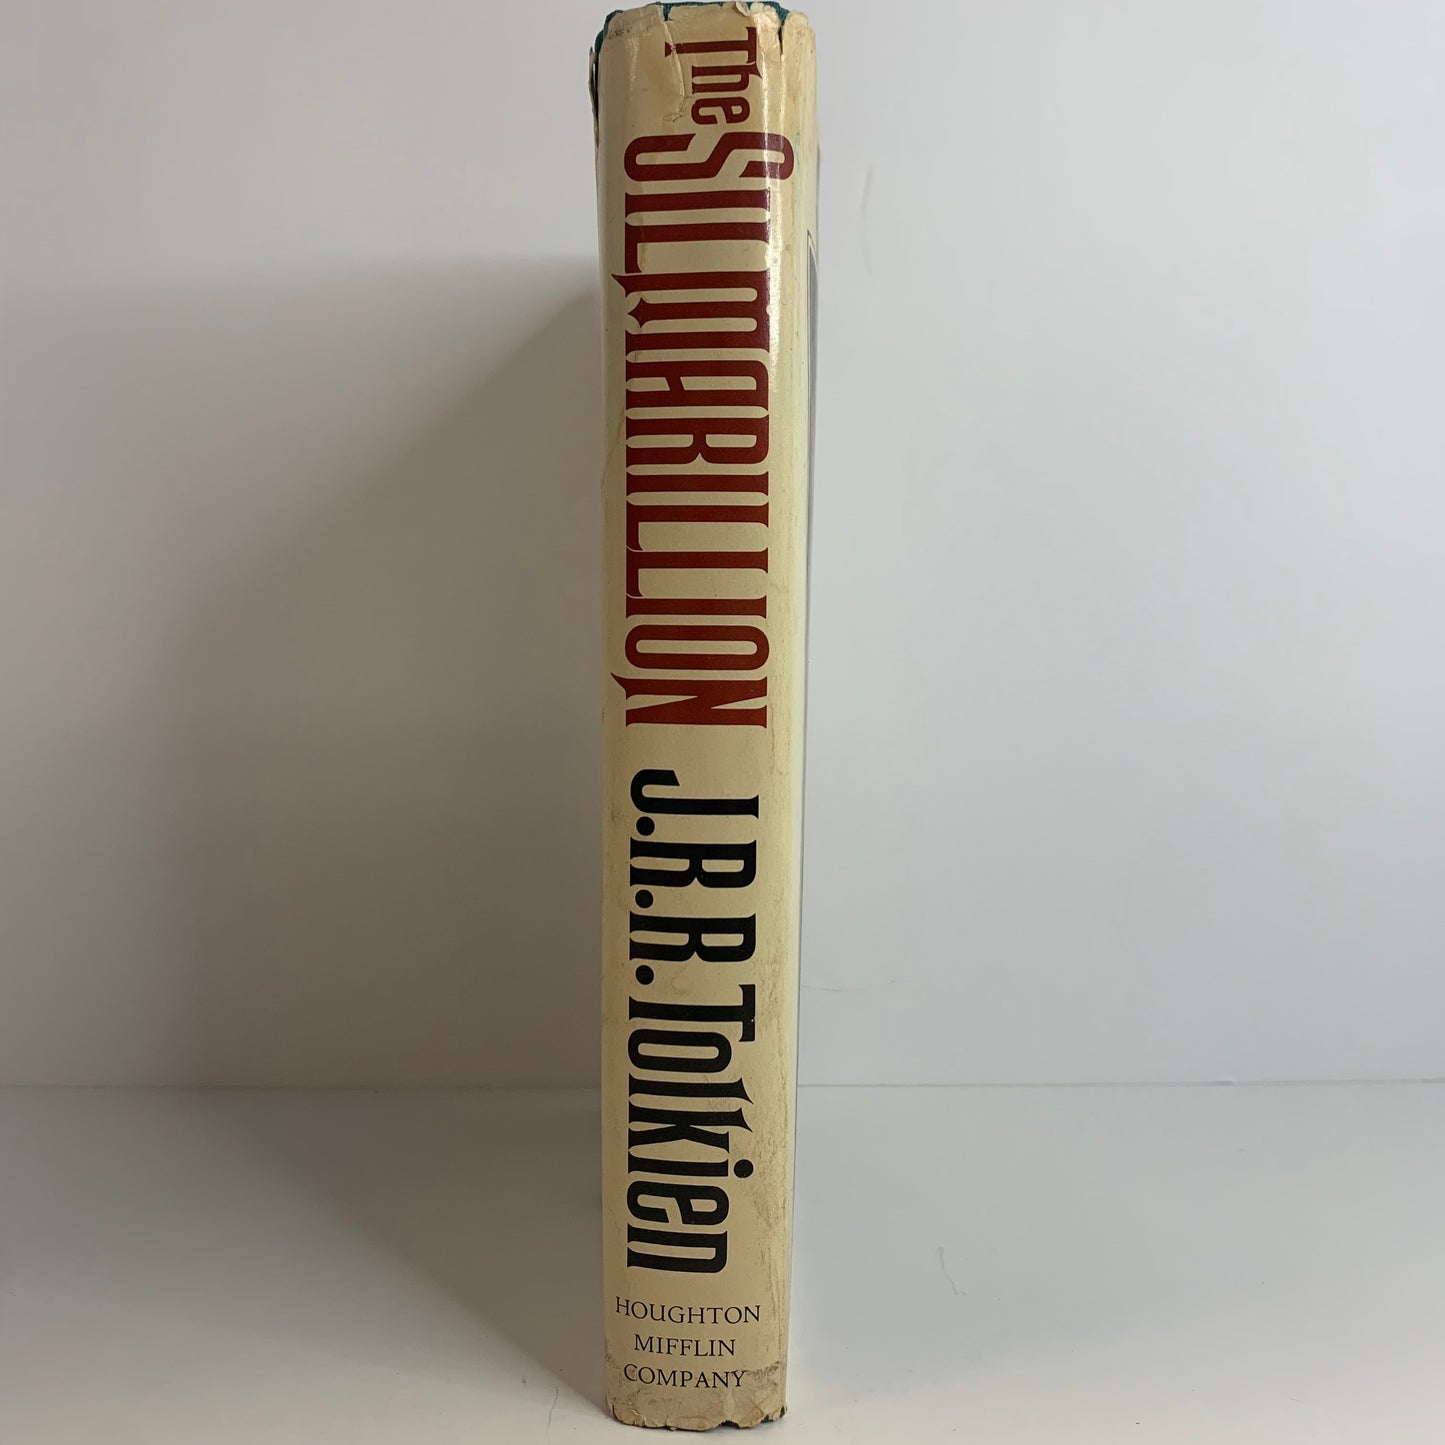 The SILMARILLION J.R.R. Tolkien
HOUGHTON
MIFFLIN
COMPANY